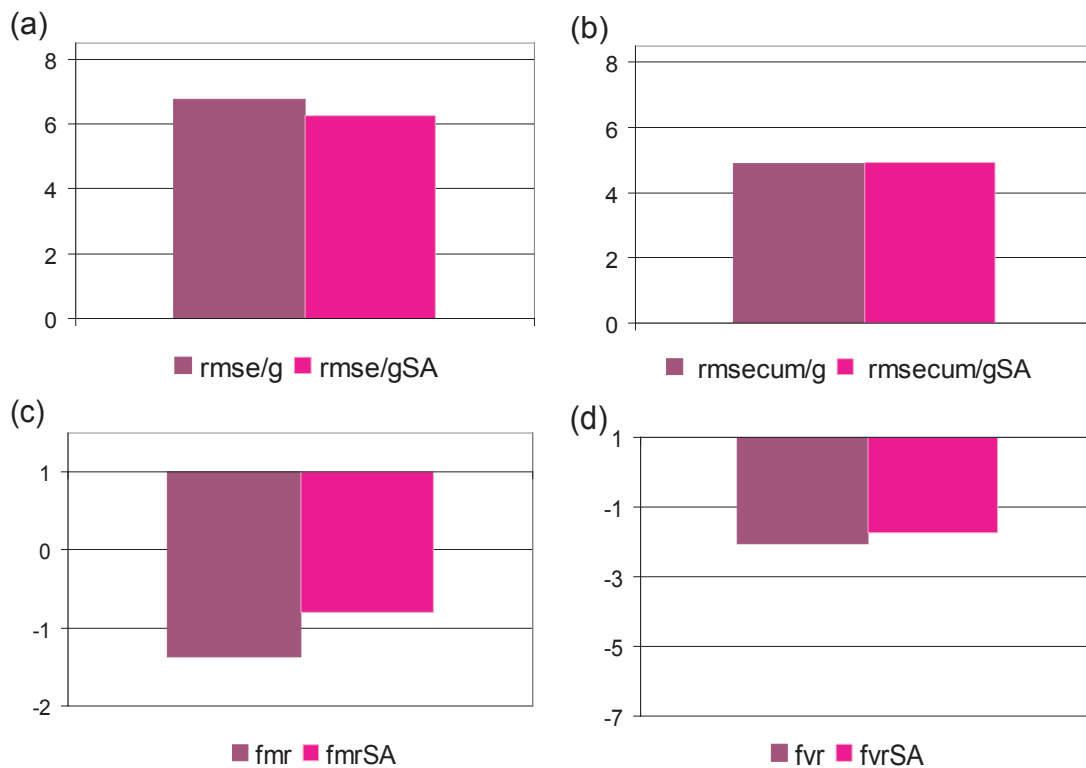 (a)
8
6
4
2
0
rmse/g rmse/gSA
(b)
8
6
4
2
0
rmsecum/g rmsecum/gSA
(c)
1
0
-1
-2
fmr fmrSA
(d)
1
-1
-3
-5
-7
fvr fvrSA